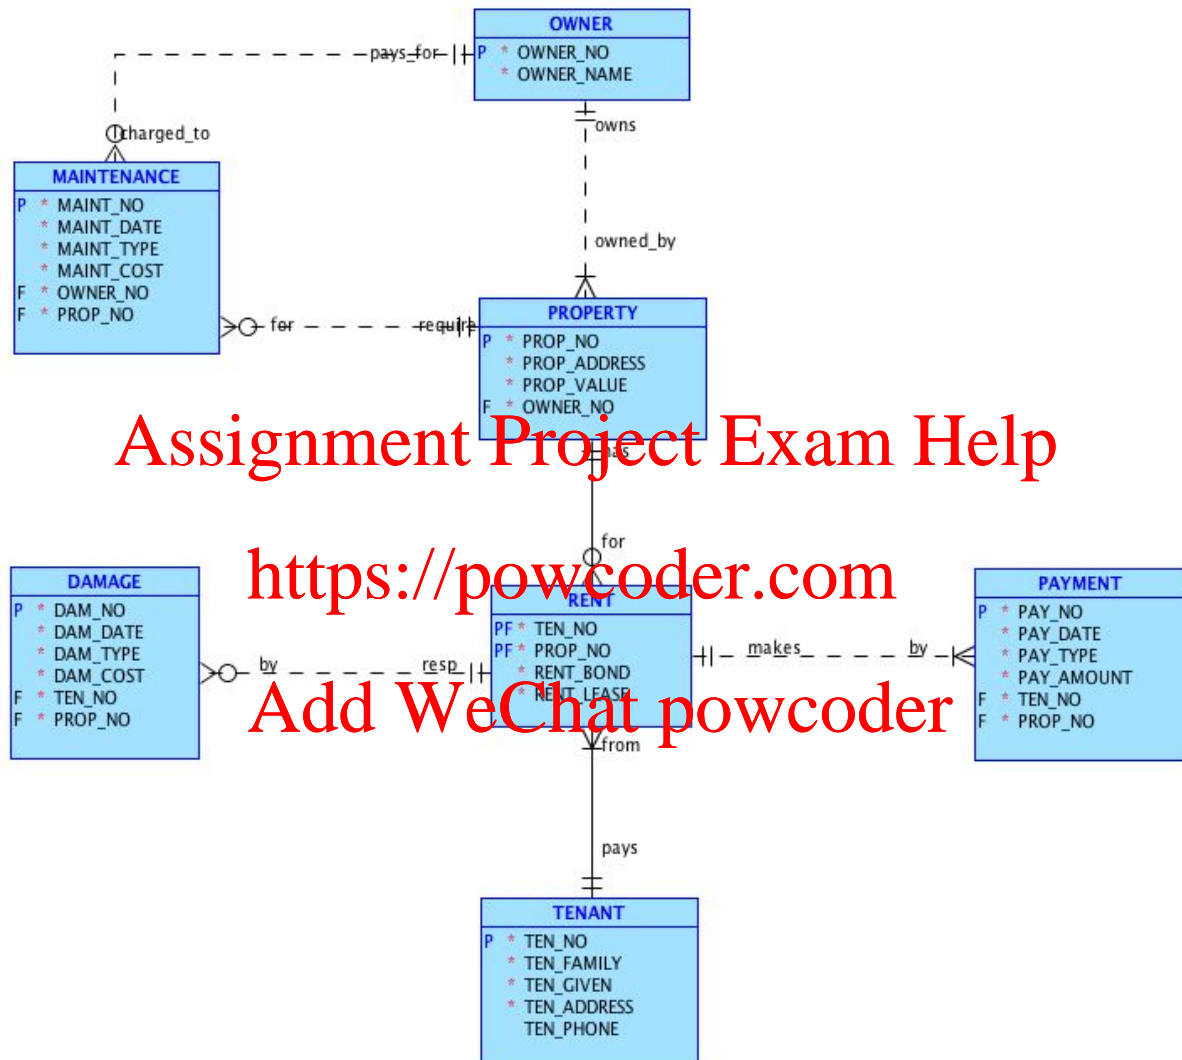 OWNER
P * OWNER_NO
* OWNER_NAME
pays_for
owns
charged_to
MAINTENANCE
P * MAINT_NO
* MAINT_DATE
* MAINT_TYPE
* MAINT_COST
F * OWNER_NO
F * PROP_NO
owned_by
for
require
PROPERTY
P * PROP_NO
* PROP_ADDRESS
* PROP_VALUE
F * OWNER_NO
Assignment Project Exam Help
has
for
https://powcoder.com
DAMAGE
P * DAM_NO
* DAM_DATE
* DAM_TYPE
* DAM_COST
F * TEN_NO
F * PROP_NO
by
resp
RENT
PF * TEN_NO
PF * PROP_NO
* RENT_BOND
* RENT_LEASE
makes
by
PAYMENT
P * PAY_NO
* PAY_DATE
* PAY_TYPE
* PAY_AMOUNT
F * TEN_NO
F * PROP_NO
Add WeChat powcoder
from
pays
TENANT
P * TEN_NO
* TEN_FAMILY
* TEN_GIVEN
* TEN_ADDRESS
TEN_PHONE